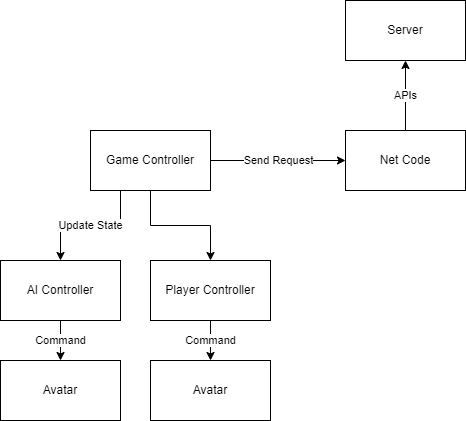 Server
APIs
Game Controller
Send Request
Net Code
Update State
AI Controller
Player Controller
Command
Command
Avatar
Avatar